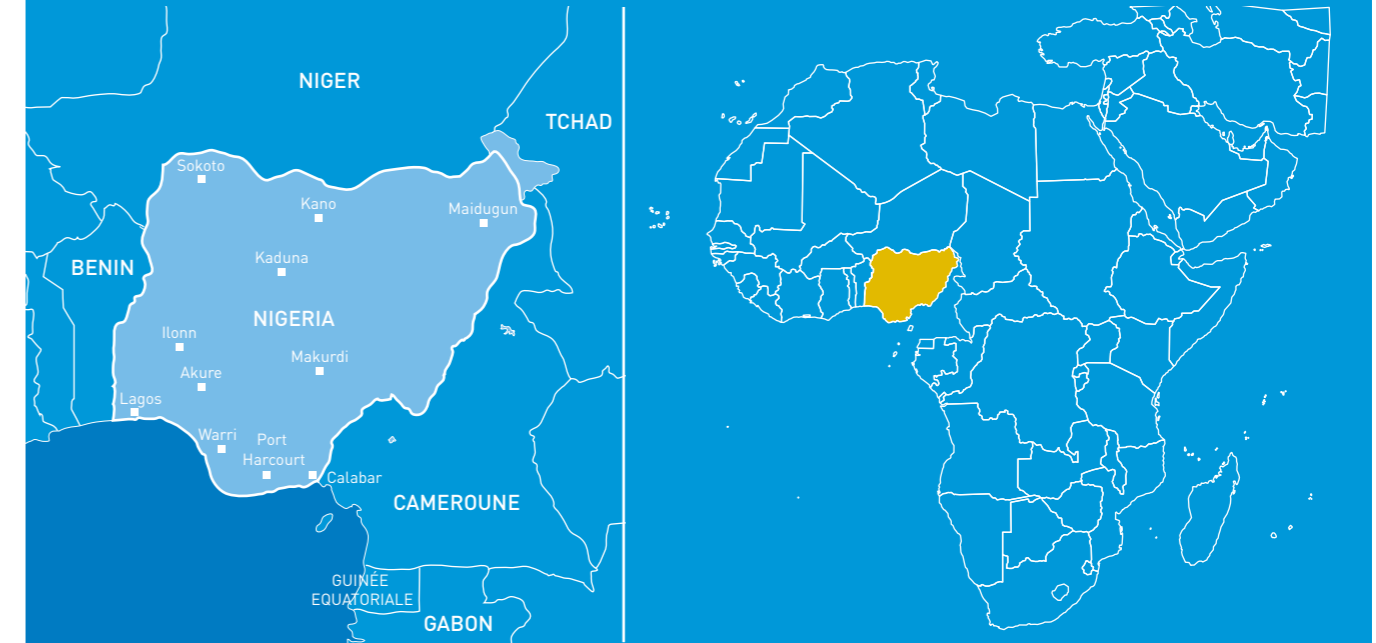 NIGER
TCHAD
Sokoto
Kano
Maidugun
Kaduna
BENIN
NIGERIA
Ilonn
Makurdi
Akure
Lagos
Warri
Port
Harcourt
Calabar
CAMEROUNE
GUINÉE
EQUATORIALE
GABON